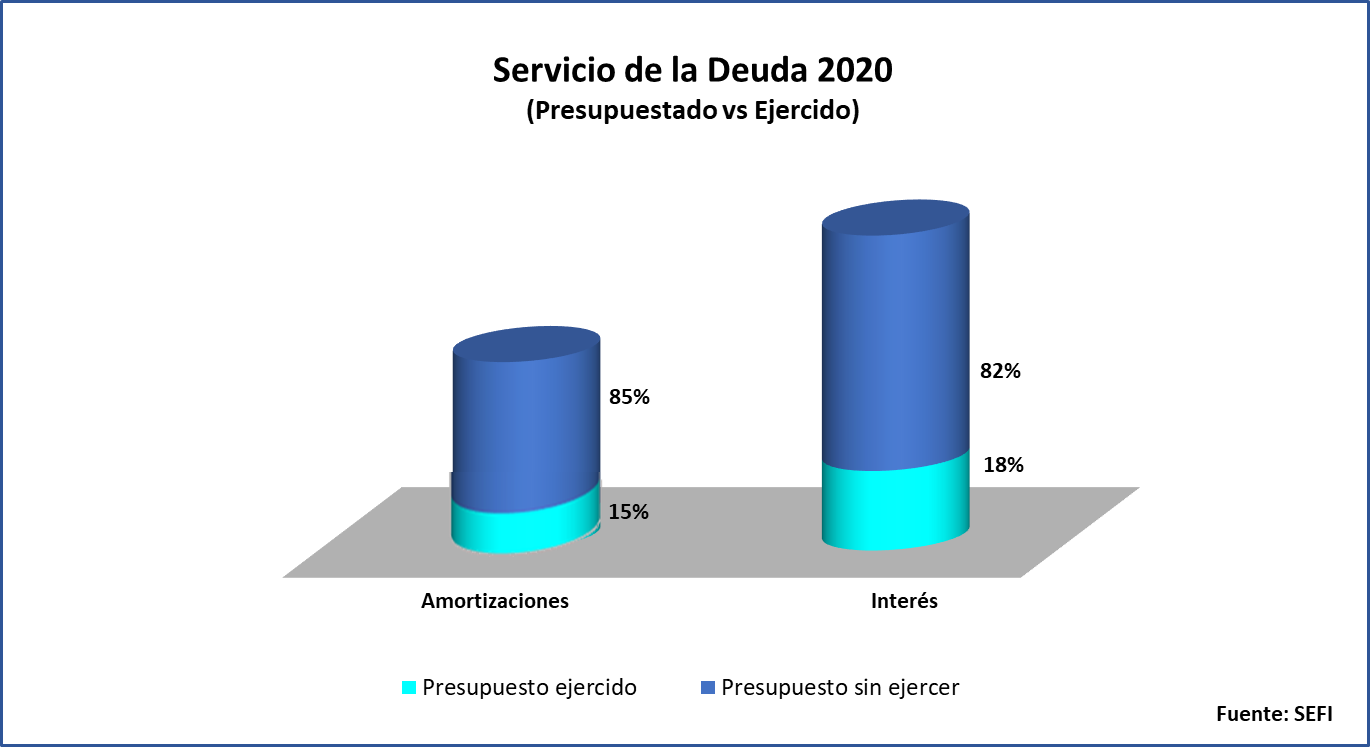 Servicio de la Deuda 2020
(Presupuestado vs Ejercido)
85%
82%
18%
15%
Amortizaciones
Interés
Presupuesto ejercido
Presupuesto sin ejercer
Fuente: SEFI